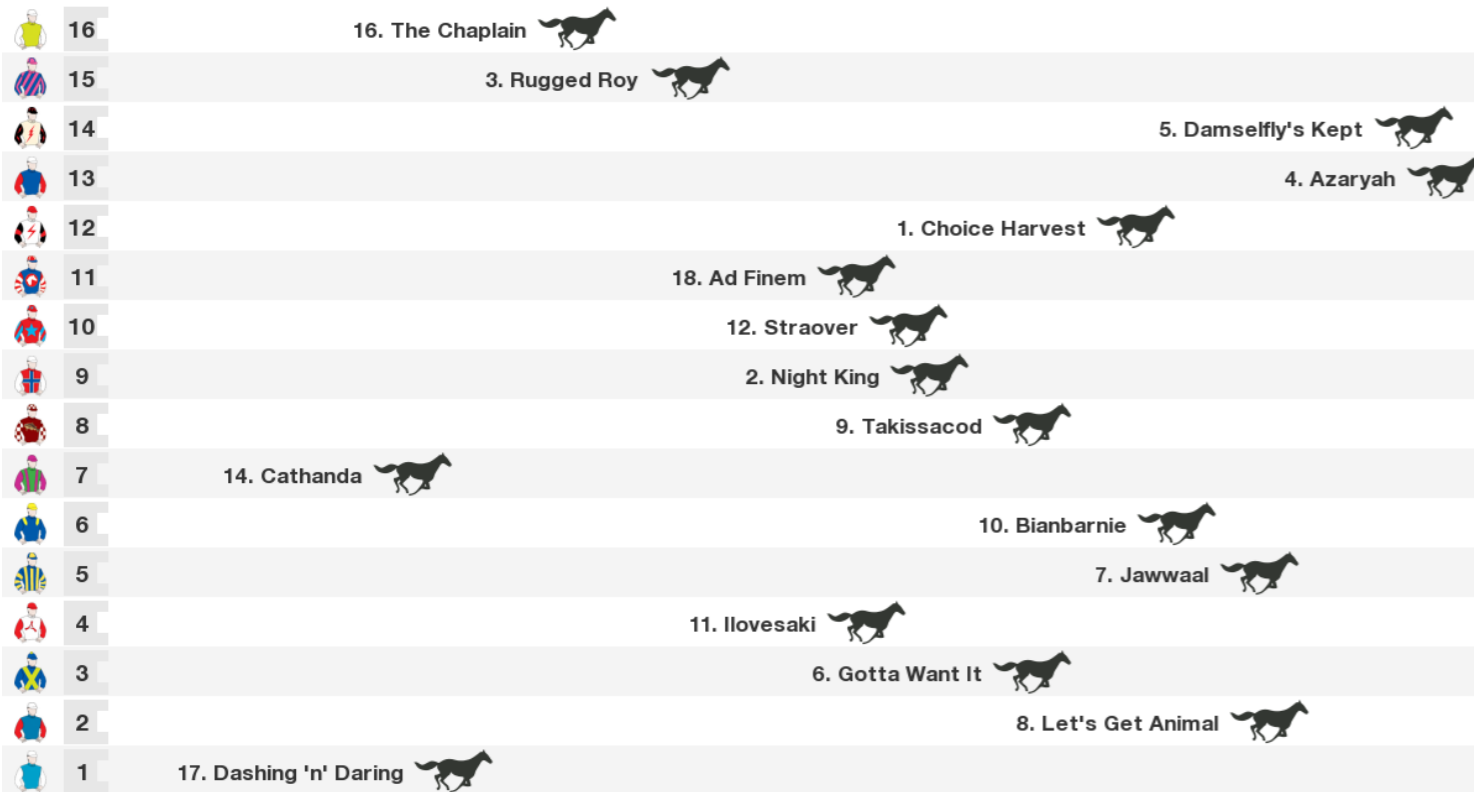 16 16. The Chaplain
15 3. Rugged Roy
14 5. Damselfly's Kept
13 4. Azaryah
12 1. Choice Harvest
11 18. Ad Finem
10 12. Straover
9 2. Night King
8 9. Takissacod
7 14. Cathanda
6 10. Bianbarnie
5 7. Jawwaal
4 11. Ilovesaki
3 6. Gotta Want It
2 8. Let's Get Animal
1 17. Dashing 'n' Daring